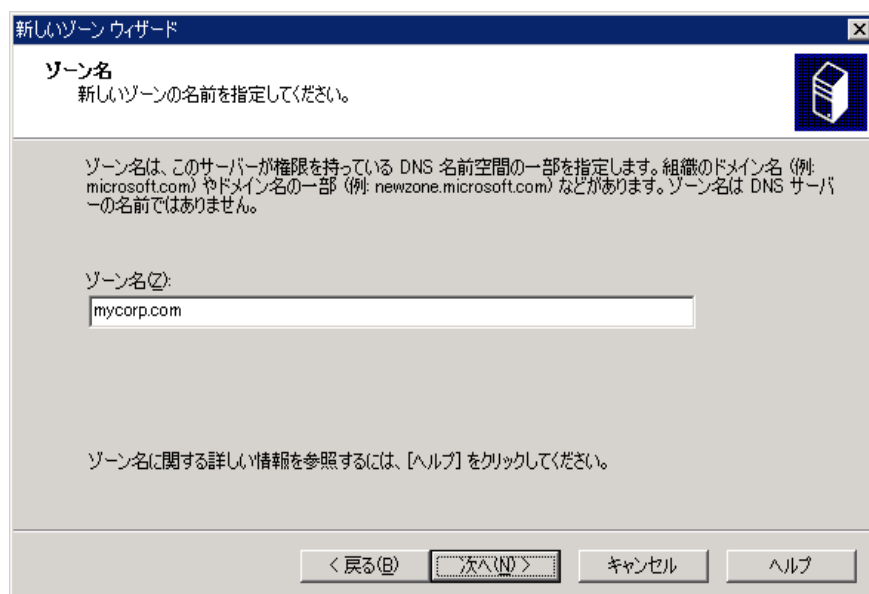 新しいゾーン ウィザード
ゾーン名
新しいゾーンの名前を指定してください。
ゾーン名は、このサーバーが権限を持っている DNS 名前空間の一部を指定します。組織のドメイン名 (例:
microsoft.com) やドメイン名の一部 (例: newzone.microsoft.com) などがあります。ゾーン名は DNS サーバ
ーの名前ではありません。
ゾーン名(Z):
mycorp.com
ゾーン名に関する詳しい情報を参照するには、[ヘルプ] をクリックしてください。
< 戻る(B) 次へ(N) > キャンセル ヘルプ